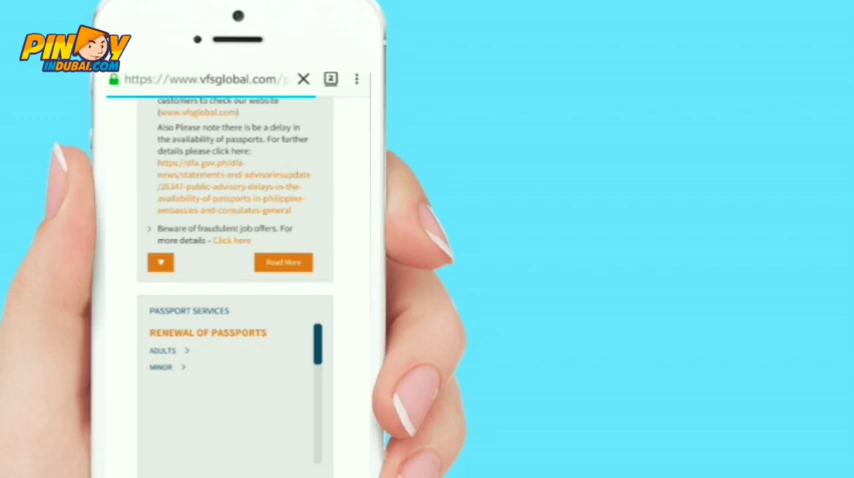 PINOY
INDUBAI.COM
https://www.vfsglobal.com/
2
customers to check our website
(www.vfsglobal.com)
Also Please note there is be a delay in
the availability of passports. For further
details please click here:
https://dfa.gov.ph/dfa-
news/statements-and-advisoriesupdate
/26347-public-advisory-delays-in-the-
availability-of-passports-in-philippine-
embassies-and-consulates-general
Beware of fraudulent job offers. For
more details – Click here
Read More
PASSPORT SERVICES
RENEWAL OF PASSPORTS
ADULTS
MINOR